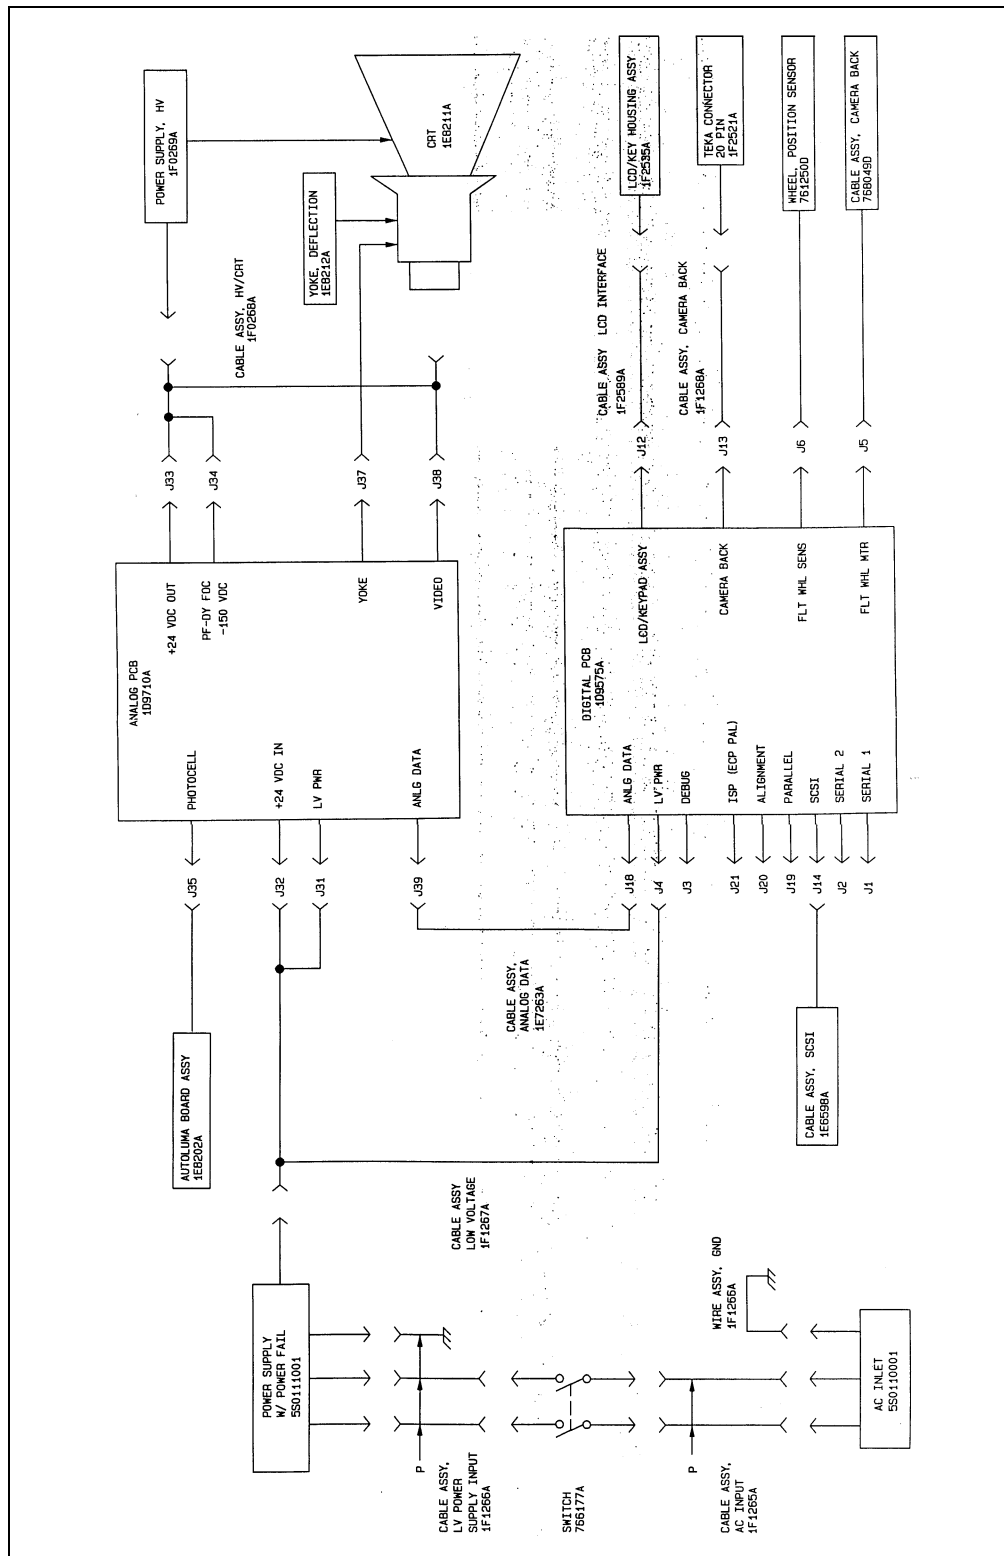 POWER SUPPLY, HV
1F0269A
CRT
1E8211A
YOKE, DEFLECTION
1E8212A
CABLE ASSY, HV/CRT
1F0268A
J33
J34
J37
J38
ANALOG PCB
1D9710A
+24 VDC OUT
PF-DY FOC
-150 VDC
YOKE
VIDEO
PHOTOCELL
+24 VDC IN
LV PWR
ANLG DATA
J35
J32
J31
J39
AUTOLUMA BOARD ASSY
1E8202A
CABLE ASSY,
ANALOG DATA
1E7263A
CABLE ASSY
LOW VOLTAGE
1F1267A
POWER SUPPLY
W/ POWER FAIL
5S0111001
P
CABLE ASSY,
LV POWER
SUPPLY INPUT
1F1266A
SWITCH
766177A
P
CABLE ASSY,
AC INPUT
1F1265A
WIRE ASSY, GND
1F1266A
AC INLET
5S0110001
LCD/KEY HOUSING ASSY
1F2535A
TEKA CONNECTOR
20 PIN
1F2521A
WHEEL, POSITION SENSOR
761250D
CABLE ASSY, CAMERA BACK
768049D
CABLE ASSY LCD INTERFACE
1F2589A
CABLE ASSY, CAMERA BACK
1F1268A
J12
J13
J6
J5
DIGITAL PCB
1D9575A
LCD/KEYPAD ASSY
CAMERA BACK
FLT WHL SENS
FLT WHL MTR
ANLG DATA
LV PWR
DEBUG
ISP (ECP PAL)
ALIGNMENT
PARALLEL
SCSI
SERIAL 2
SERIAL 1
J18
J4
J3
J21
J20
J19
J14
J2
J1
CABLE ASSY, SCSI
1E6598A